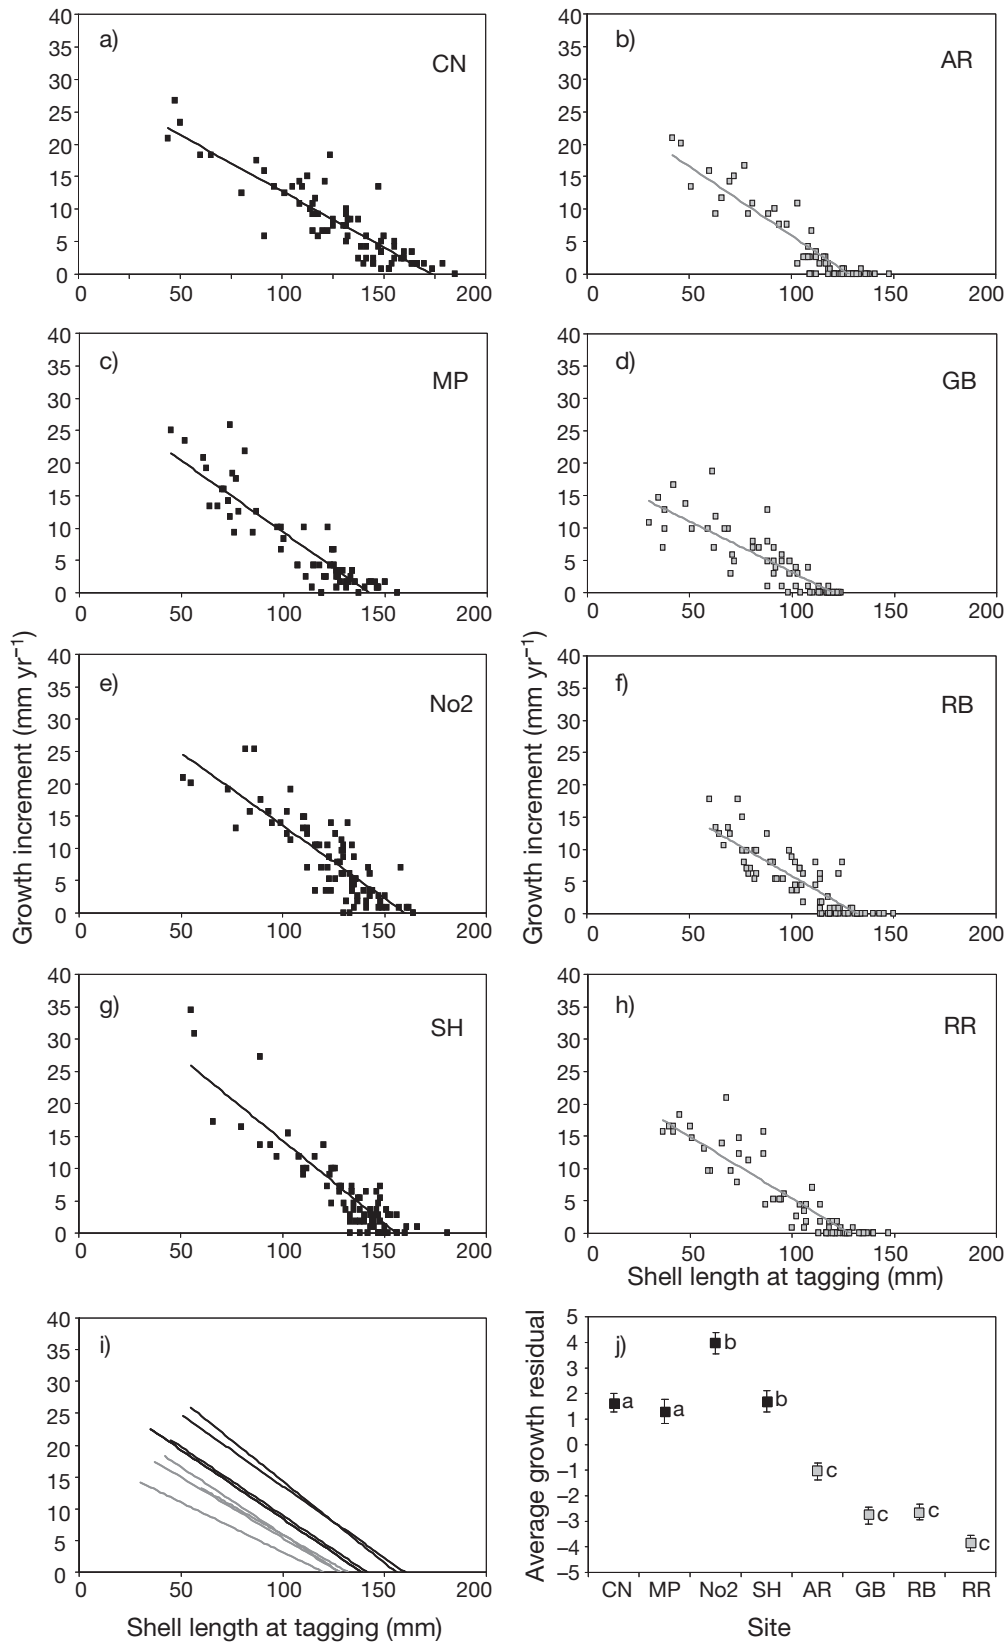 a)
CN
40
35
30
25
20
15
10
5
0
0 50 100 150 200
b)
AR
40
35
30
25
20
15
10
5
0
0 50 100 150 200
c)
MP
40
35
30
25
20
15
10
5
0
0 50 100 150 200
d)
GB
40
35
30
25
20
15
10
5
0
0 50 100 150 200
Growth increment (mm yr⁻¹)
e)
No2
40
35
30
25
20
15
10
5
0
0 50 100 150 200
Growth increment (mm yr⁻¹)
f)
RB
40
35
30
25
20
15
10
5
0
0 50 100 150 200
g)
SH
40
35
30
25
20
15
10
5
0
0 50 100 150 200
h)
RR
40
35
30
25
20
15
10
5
0
0 50 100 150 200
Shell length at tagging (mm)
i)
40
35
30
25
20
15
10
5
0
0 50 100 150 200
Shell length at tagging (mm)
j)
Average growth residual
5
4
3
2
1
0
−1
−2
−3
−4
−5
a
a
b
b
c
c
c
c
CN MP No2 SH AR GB RB RR
Site